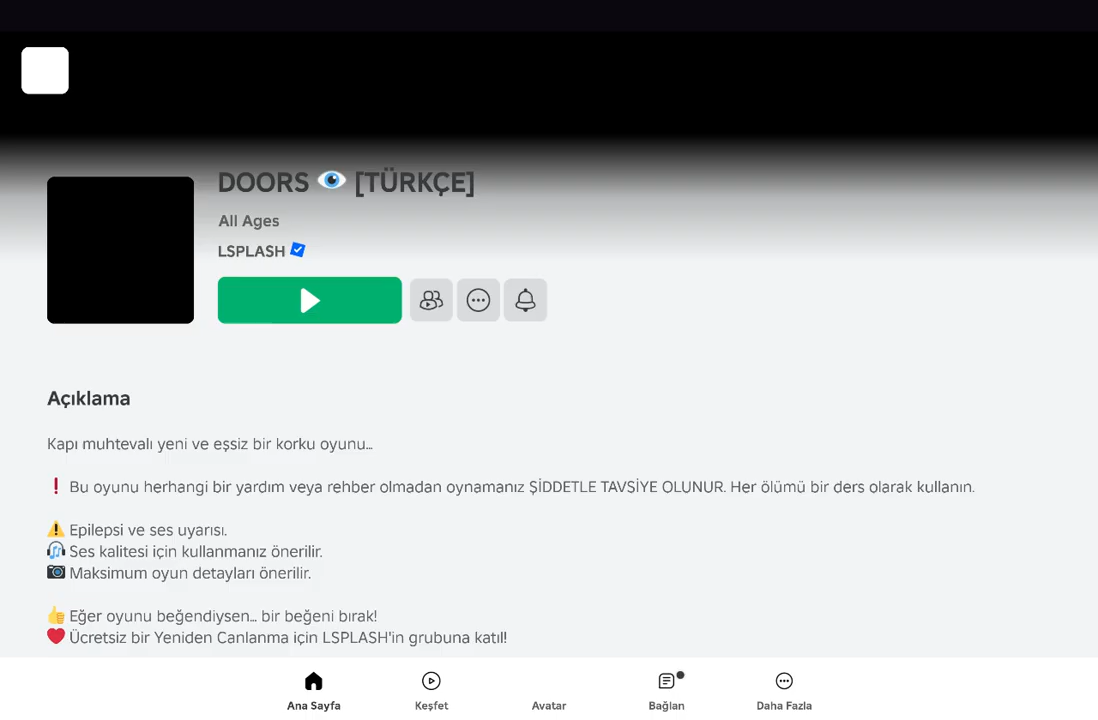 DOORS 👁️ [TÜRKÇE]
All Ages
LSPLASH
Açıklama
Kapı muhtevalı yeni ve eşsiz bir korku oyunu...
❗ Bu oyunu herhangi bir yardım veya rehber olmadan oynamanız ŞİDDETLE TAVSİYE OLUNUR. Her ölümü bir ders olarak kullanın.
⚠️ Epilepsi ve ses uyarısı.
🎧 Ses kalitesi için kullanmanız önerilir.
📷 Maksimum oyun detayları önerilir.
👍 Eğer oyunu beğendiysen... bir beğeni bırak!
❤️ Ücretsiz bir Yeniden Canlanma için LSPLASH'in grubuna katıl!
Ana Sayfa
Keşfet
Avatar
Bağlan
Daha Fazla